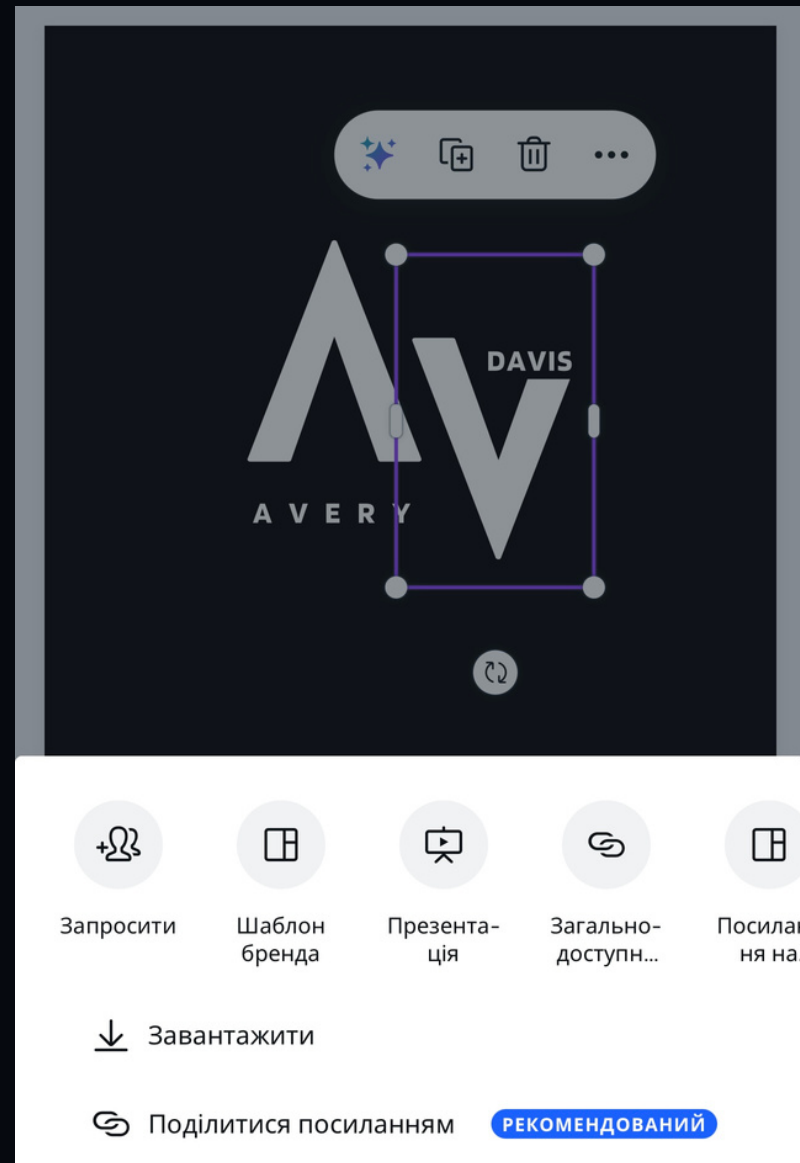 DAVIS
AVERY
Запросити
Шаблон
бренда
Презента-
ція
Загально-
доступн...
Завантажити
Поділитися посиланням РЕКОМЕНДОВАНИЙ